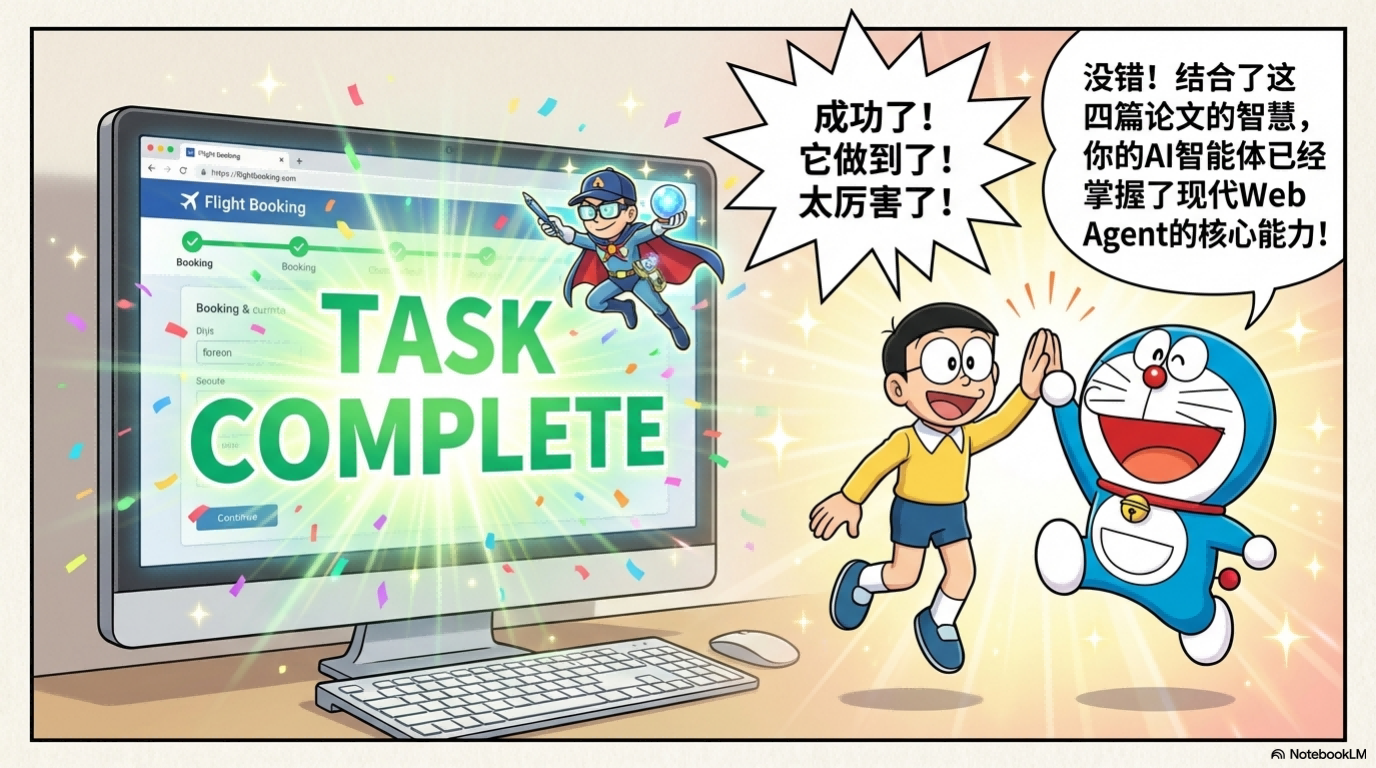 Flight Booking
https://flightbooking.com
Flight Booking
Booking
Booking
Booking &
floreon
Seoute
Continue
TASK
COMPLETE
A
成功了！
它做到了！
太厉害了！
没错！结合了这
四篇论文的智慧，
你的AI智能体已经
掌握了现代Web
Agent的核心能力！
NotebookLM